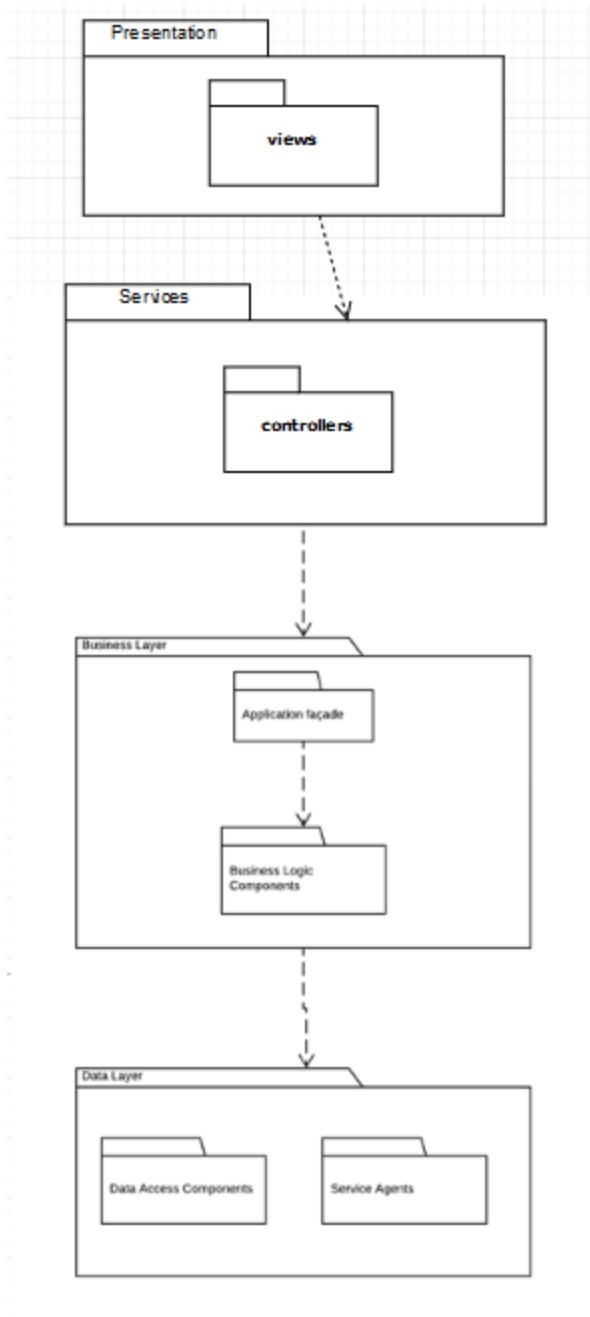 Presentation
views
Services
controllers
Business Layer
Application façade
Business Logic
Components
Data Layer
Data Access Components
Service Agents